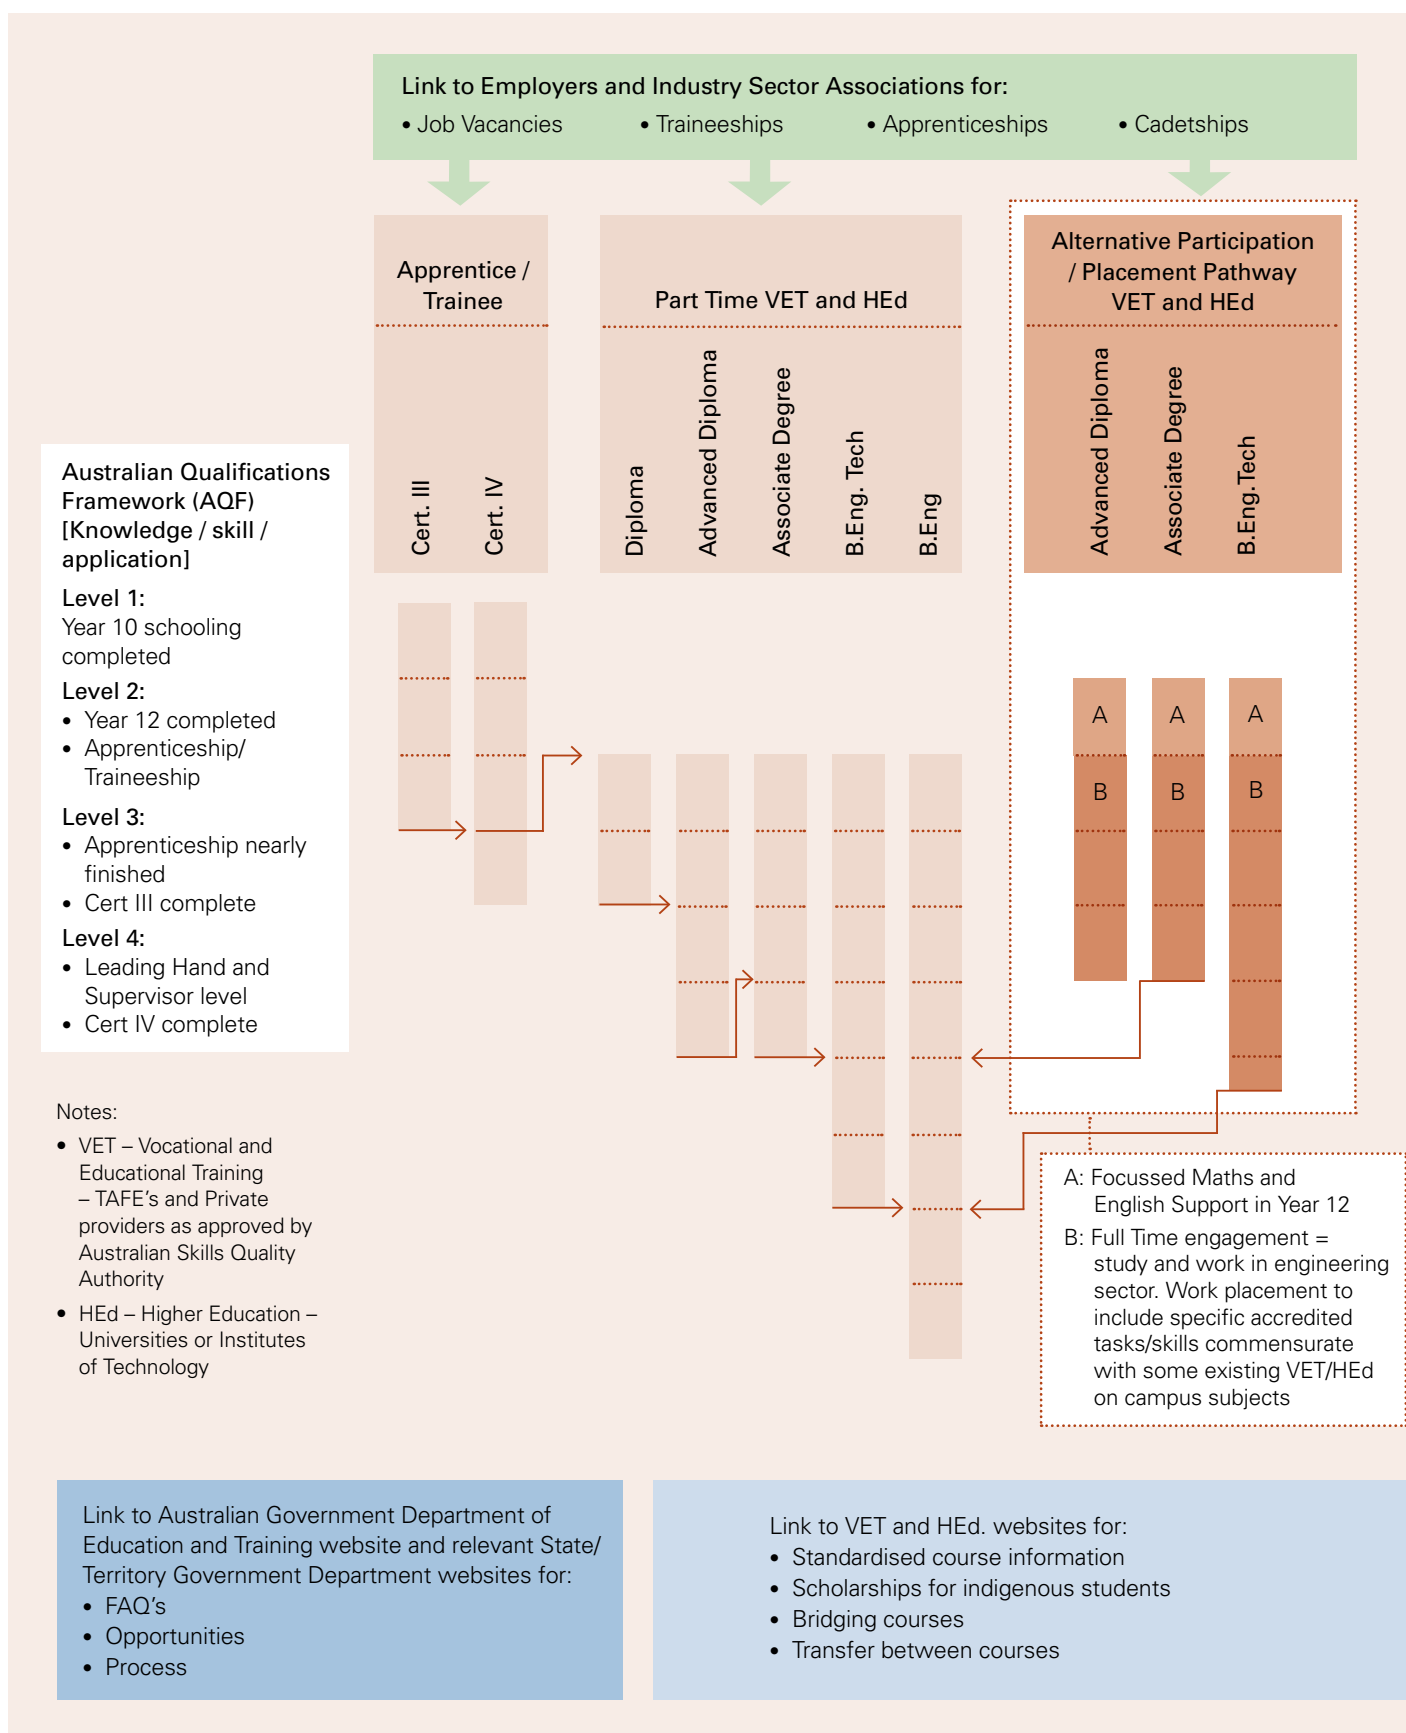 Link to Employers and Industry Sector Associations for:
• Job Vacancies • Traineeships • Apprenticeships • Cadetships
Apprentice /
Trainee
Cert. III
Cert. IV
Part Time VET and HEd
Diploma
Advanced Diploma
Associate Degree
B.Eng. Tech
B.Eng
Alternative Participation
/ Placement Pathway
VET and HEd
Advanced Diploma
Associate Degree
B.Eng.Tech
Australian Qualifications
Framework (AQF)
[Knowledge / skill /
application]
Level 1:
Year 10 schooling
completed
Level 2:
• Year 12 completed
• Apprenticeship/
Traineeship
Level 3:
• Apprenticeship nearly
finished
• Cert III complete
Level 4:
• Leading Hand and
Supervisor level
• Cert IV complete
A A A
B B B
Notes:
• VET – Vocational and
Educational Training
– TAFE's and Private
providers as approved by
Australian Skills Quality
Authority
• HEd – Higher Education –
Universities or Institutes
of Technology
A: Focussed Maths and
English Support in Year 12
B: Full Time engagement =
study and work in engineering
sector. Work placement to
include specific accredited
tasks/skills commensurate
with some existing VET/HEd
on campus subjects
Link to Australian Government Department of
Education and Training website and relevant State/
Territory Government Department websites for:
• FAQ's
• Opportunities
• Process
Link to VET and HEd. websites for:
• Standardised course information
• Scholarships for indigenous students
• Bridging courses
• Transfer between courses